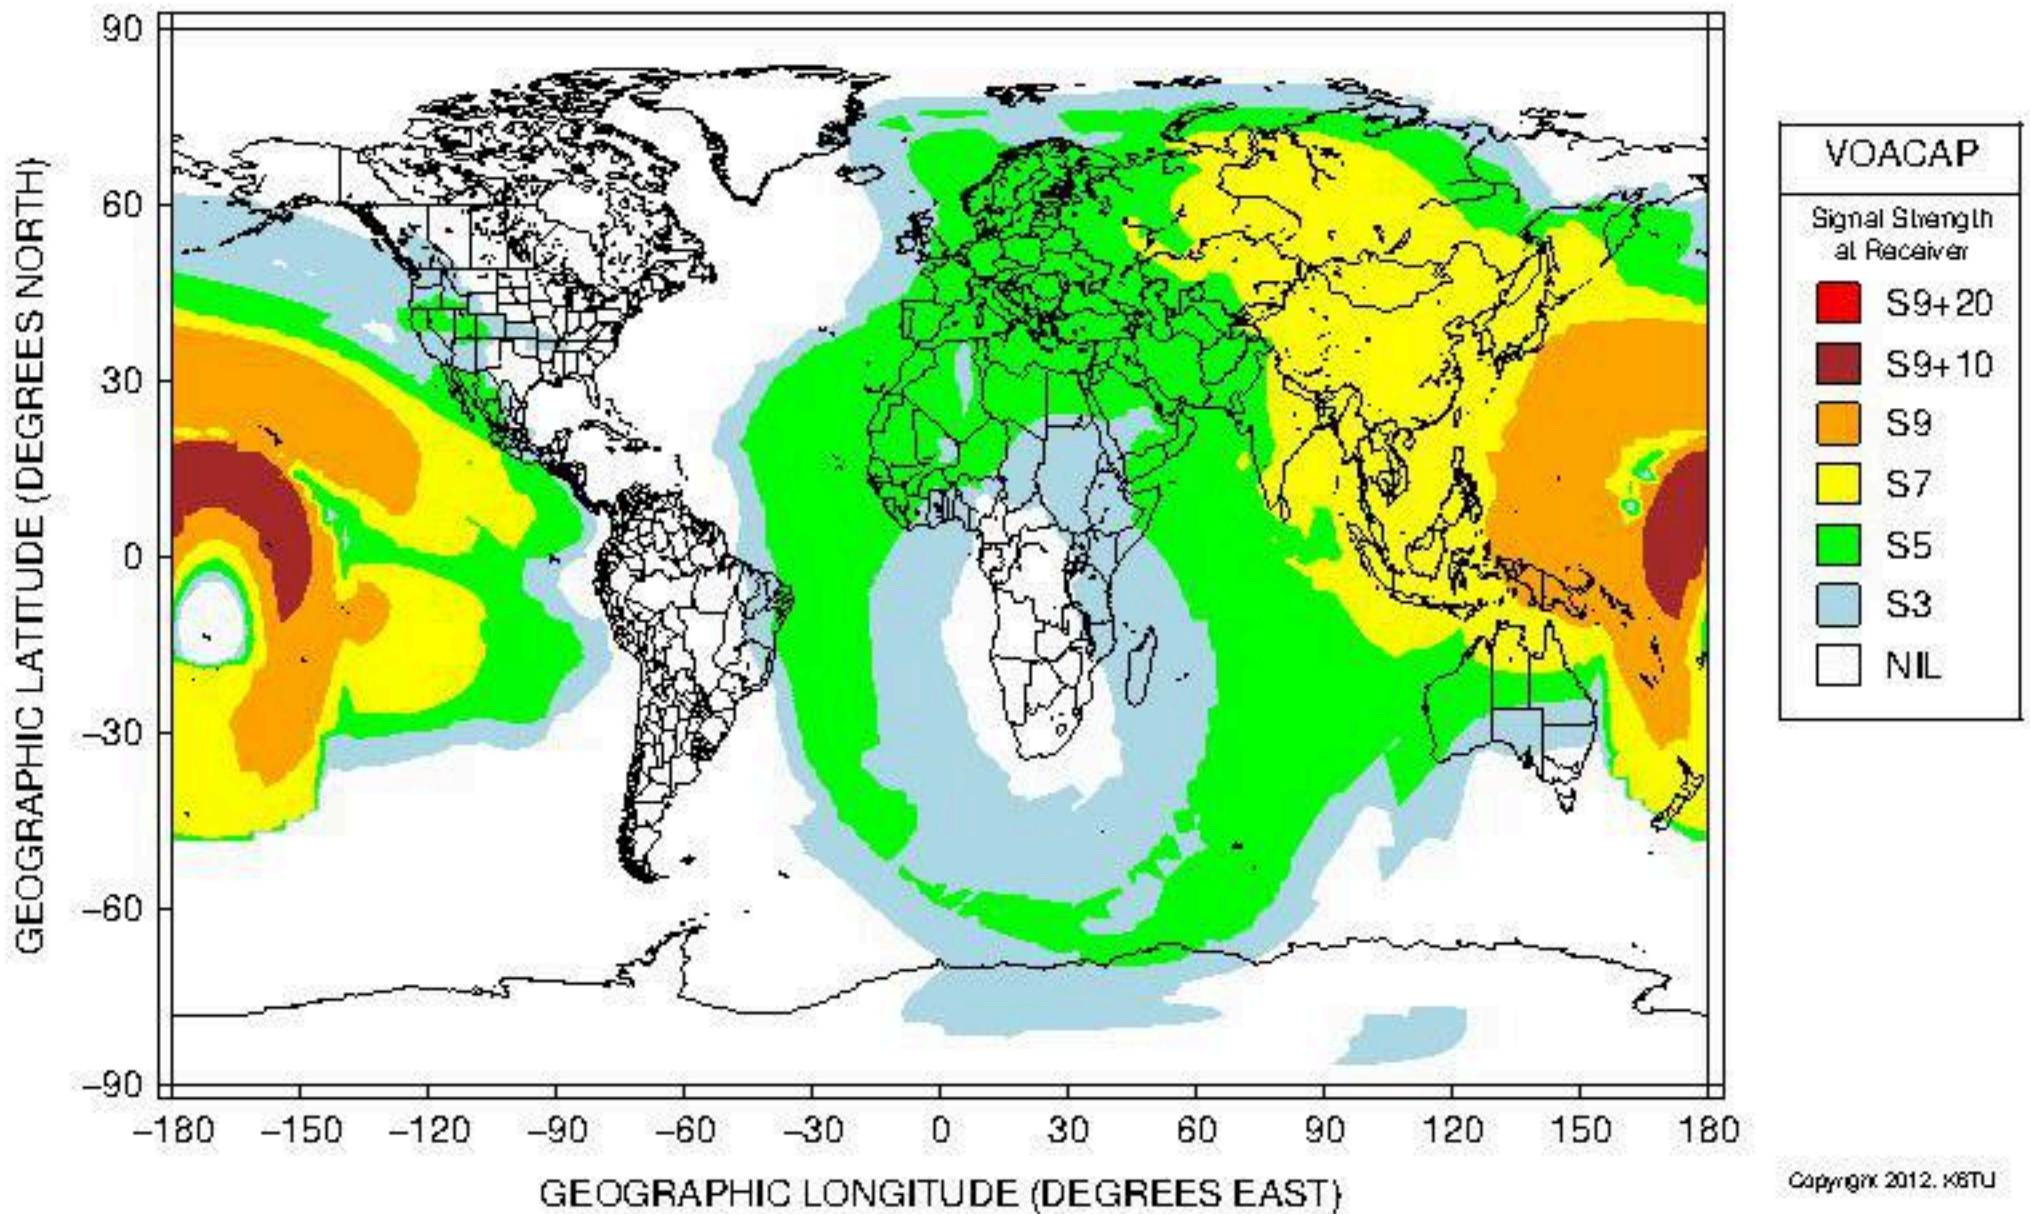 90
60
30
0
−30
−60
−90
GEOGRAPHIC LATITUDE (DEGREES NORTH)
−180 −150 −120 −90 −60 −30 0 30 60 90 120 150 180
GEOGRAPHIC LONGITUDE (DEGREES EAST)
VOACAP
Signal Strength
at Receiver
S9+20
S9+10
S9
S7
S5
S3
NIL
Copyright 2012, K6TU